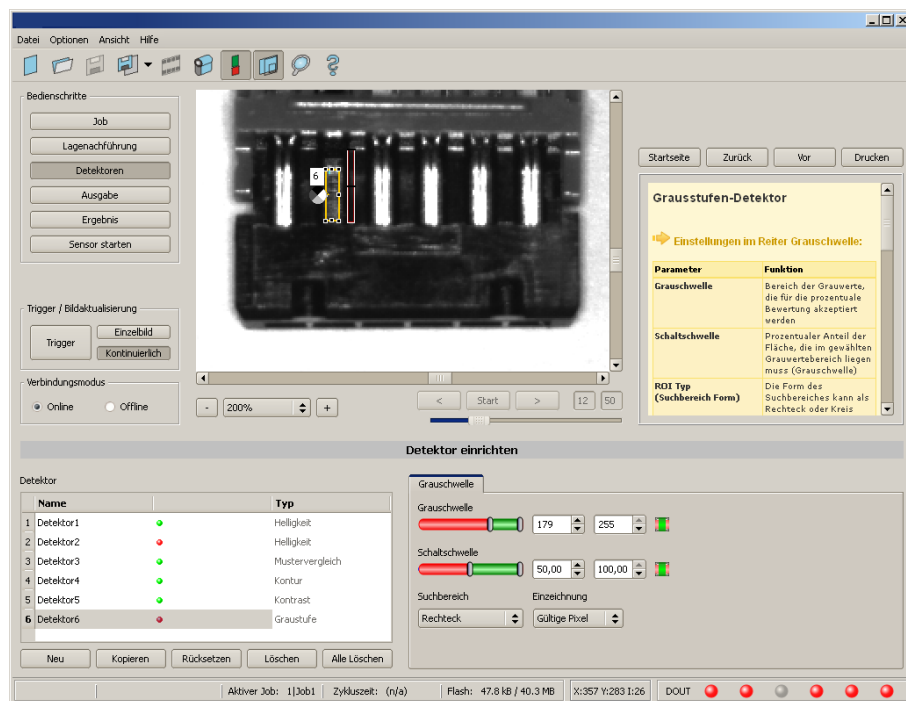 Datei Optionen Ansicht Hilfe
Bedienschritte
Job
Lagenachführung
Detektoren
Ausgabe
Ergebnis
Sensor starten
Trigger / Bildaktualisierung
Trigger
Einzelbild
Kontinuierlich
Verbindungsmodus
Online Offline
6
- 200% +
< Start > 12 50
Startseite Zurück Vor Drucken
Grausstufen-Detektor
Einstellungen im Reiter Grauschwelle:
Parameter Funktion
Grauschwelle Bereich der Grauwerte,
die für die prozentuale
Bewertung akzeptiert
werden
Schaltschwelle Prozentualer Anteil der
Fläche, die im gewählten
Grauwertebereich liegen
muss (Grauschwelle)
ROI Typ Die Form des
(Suchbereich Form) Suchbereiches kann als
Rechteck oder Kreis
Detektor einrichten
Detektor
Name Typ
1 Detektor1 Helligkeit
2 Detektor2 Helligkeit
3 Detektor3 Mustervergleich
4 Detektor4 Kontur
5 Detektor5 Kontrast
6 Detektor6 Graustufe
Neu Kopieren Rücksetzen Löschen Alle Löschen
Grauschwelle
Grauschwelle
179 255
Schaltschwelle
50,00 100,00
Suchbereich Einzeichnung
Rechteck Gültige Pixel
Aktiver Job: 1|Job1 Zykluszeit: (n/a) Flash: 47.8 kB / 40.3 MB X:357 Y:283 I:26 DOUT